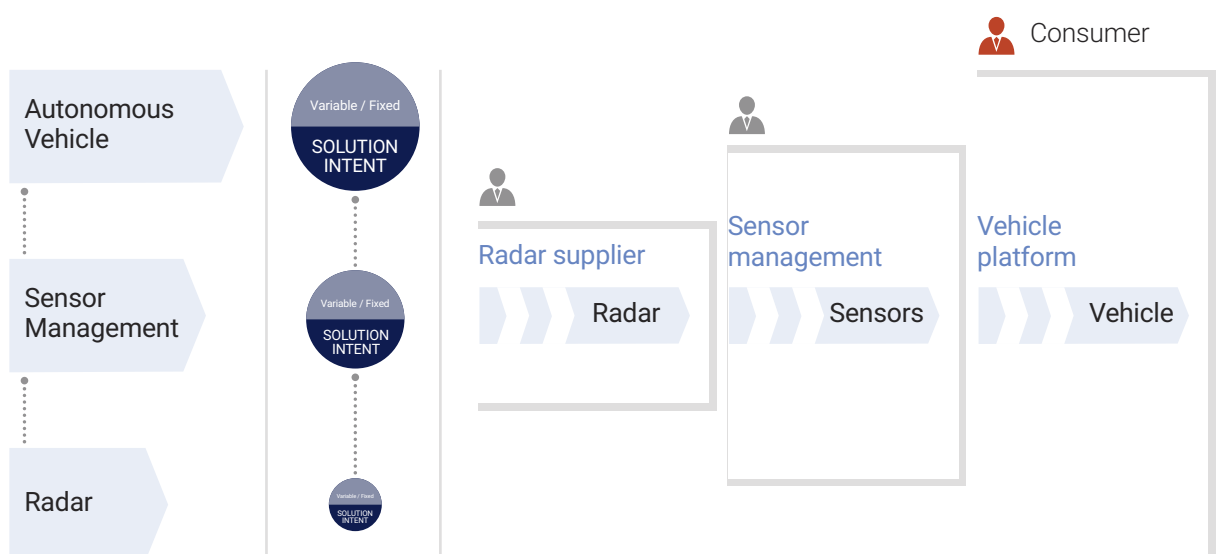 Consumer
Autonomous
Vehicle
Variable / Fixed
SOLUTION
INTENT
Radar supplier
Sensor
management
Vehicle
platform
Sensor
Management
Variable / Fixed
SOLUTION
INTENT
Radar
Sensors
Vehicle
Radar
Variable / Fixed
SOLUTION
INTENT